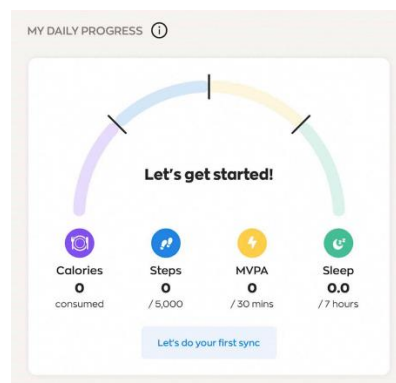 MY DAILY PROGRESS
Let's get started!
Calories Steps MVPA Sleep
0 0 0 0.0.7
consumed / 5,000 / 30 mins / 7 hours
Let's do your first sync